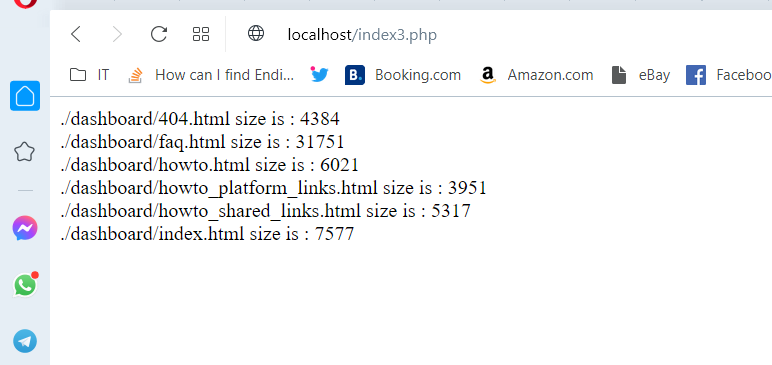 localhost/index3.php
IT How can I find Endi... Booking.com Amazon.com eBay Faceboo
./dashboard/404.html size is : 4384
./dashboard/faq.html size is : 31751
./dashboard/howto.html size is : 6021
./dashboard/howto_platform_links.html size is : 3951
./dashboard/howto_shared_links.html size is : 5317
./dashboard/index.html size is : 7577